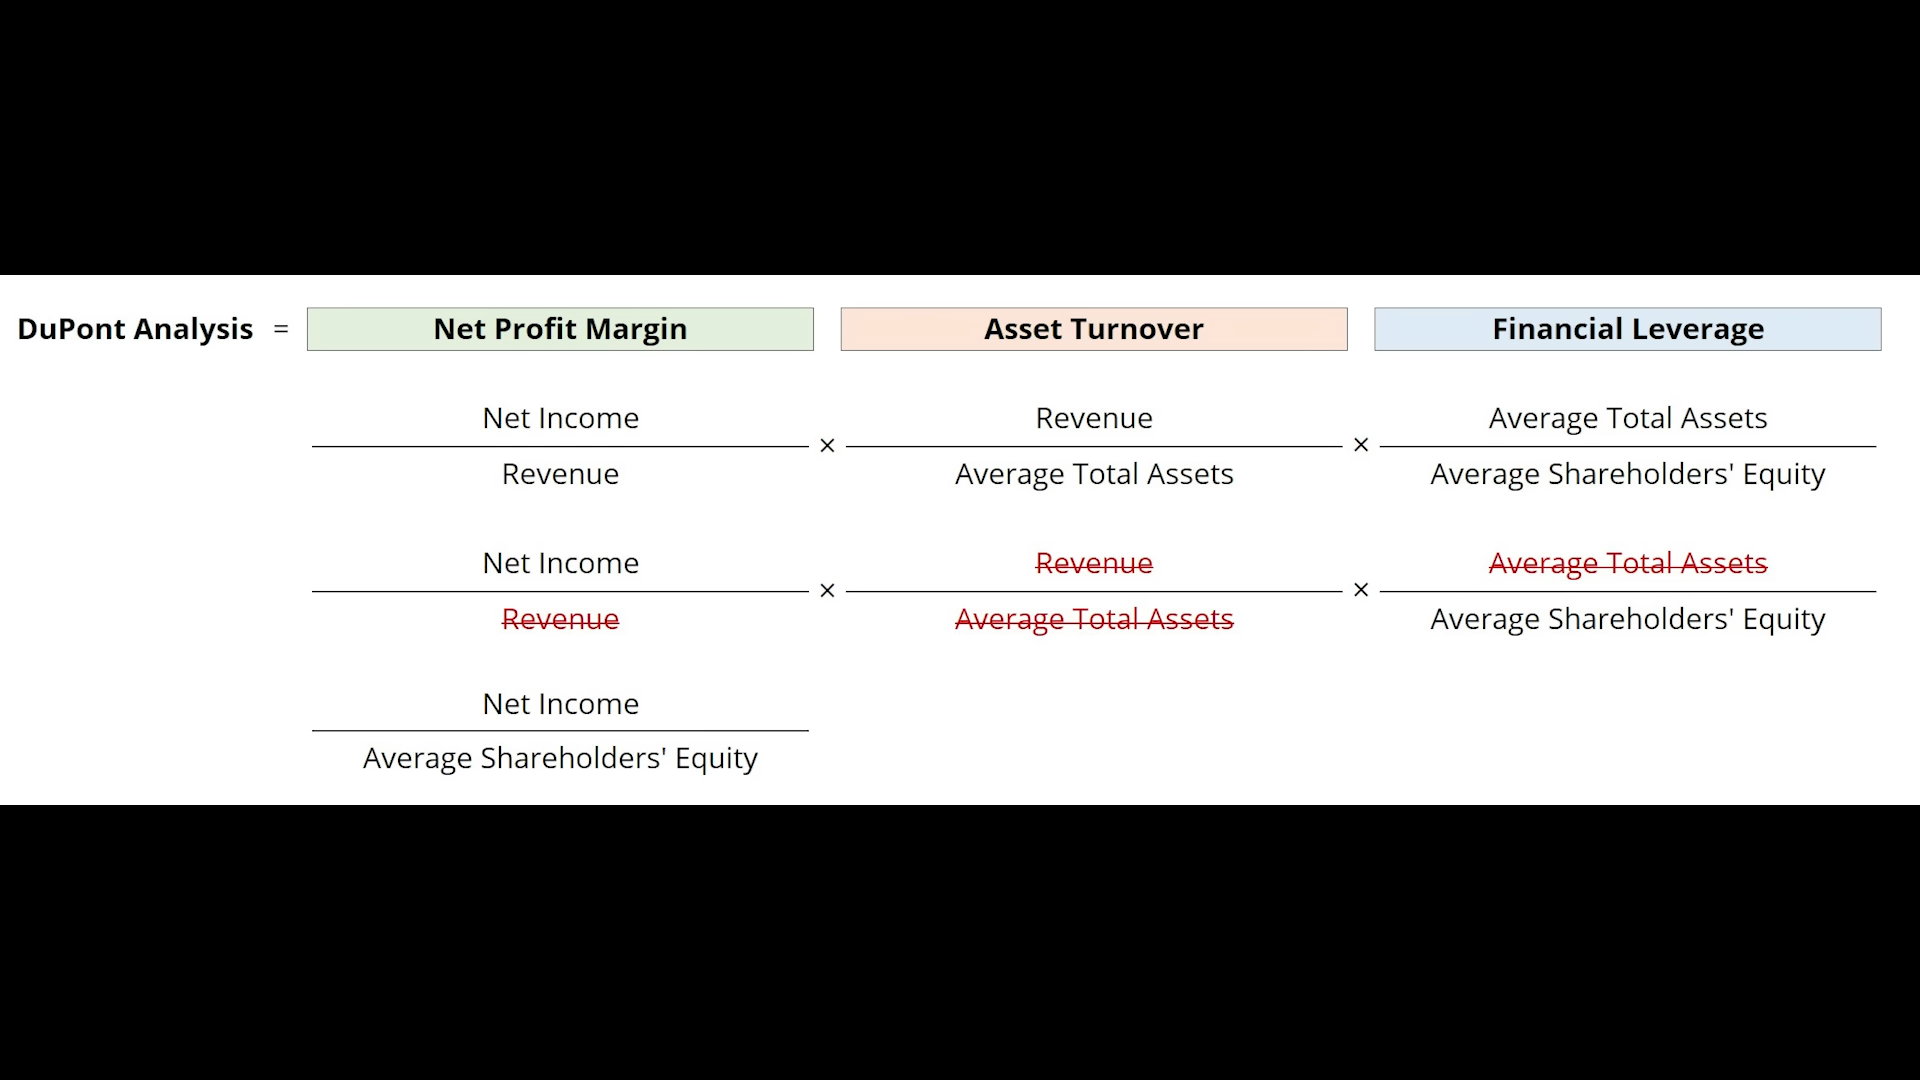 DuPont Analysis = Net Profit Margin Asset Turnover Financial Leverage
Net Income Revenue Average Total Assets
× ×
Revenue Average Total Assets Average Shareholders' Equity
Net Income Revenue Average Total Assets
× ×
Revenue Average Total Assets Average Shareholders' Equity
Net Income
Average Shareholders' Equity